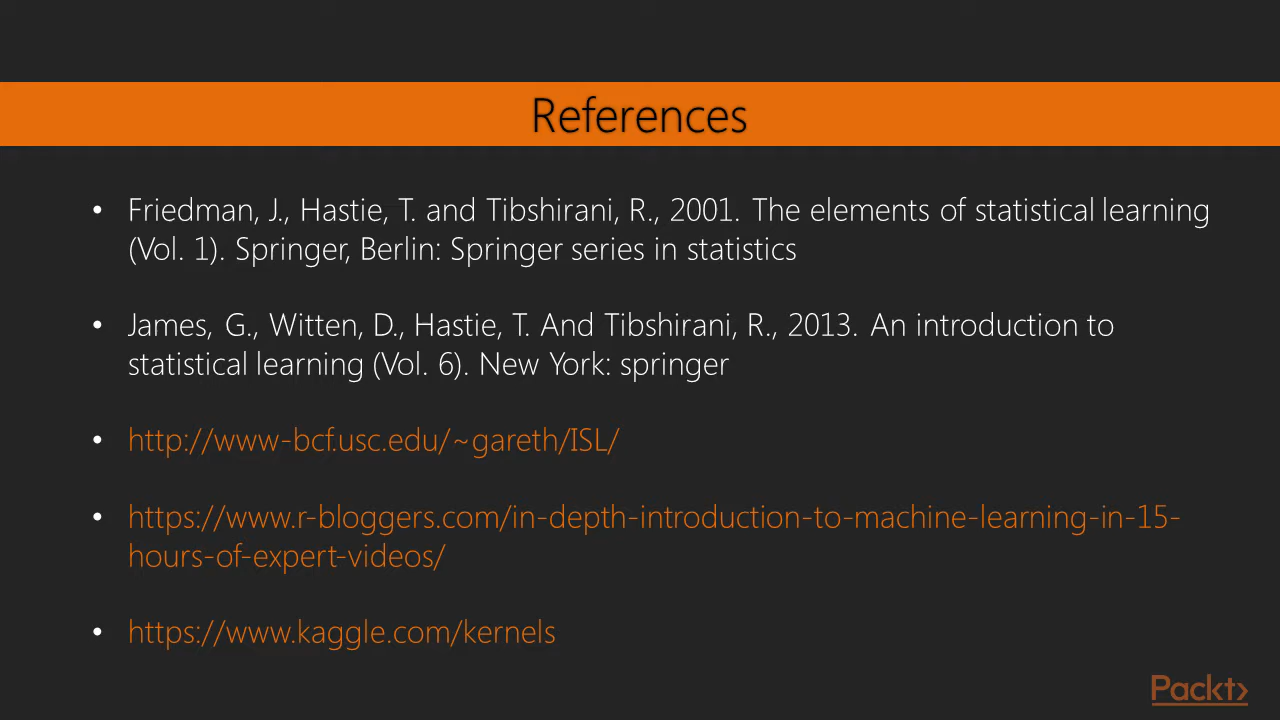 References
• Friedman, J., Hastie, T. and Tibshirani, R., 2001. The elements of statistical learning
(Vol. 1). Springer, Berlin: Springer series in statistics
• James, G., Witten, D., Hastie, T. And Tibshirani, R., 2013. An introduction to
statistical learning (Vol. 6). New York: springer
• http://www-bcf.usc.edu/~gareth/ISL/
• https://www.r-bloggers.com/in-depth-introduction-to-machine-learning-in-15-
hours-of-expert-videos/
• https://www.kaggle.com/kernels
Packt>